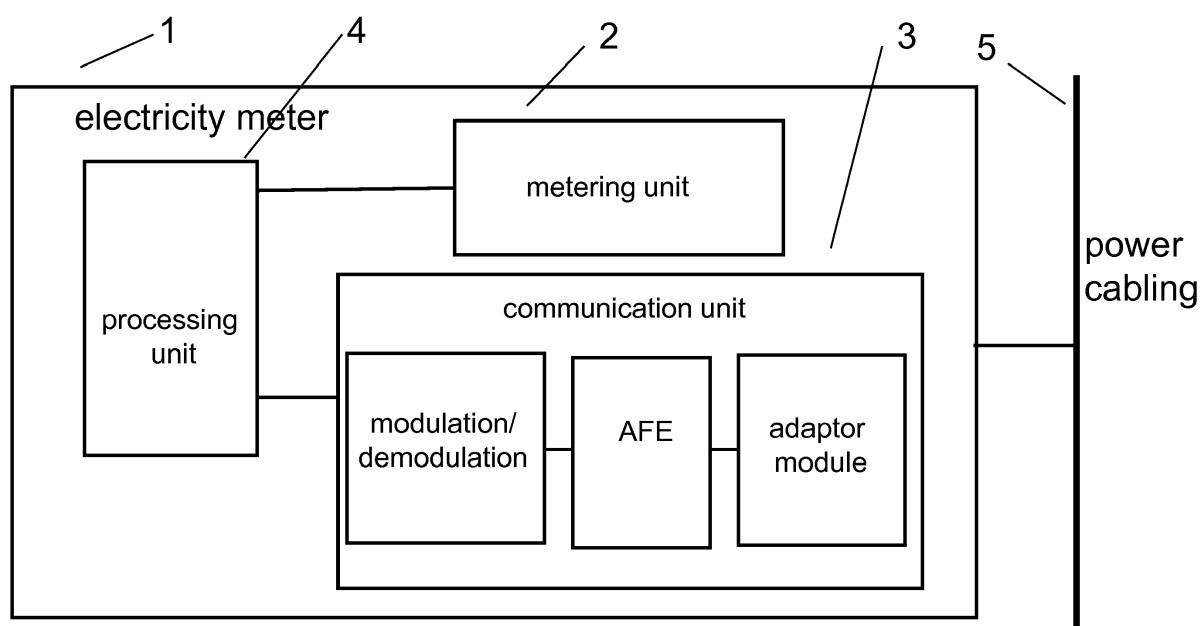 1
4
2
3
5
electricity meter
metering unit
power
cabling
communication unit
processing
unit
modulation/
demodulation
AFE
adaptor
module